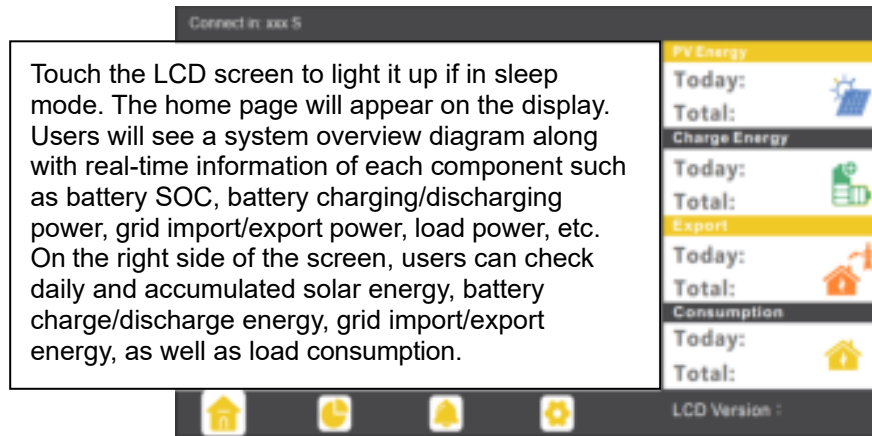 Connect in: xxx S
Touch the LCD screen to light it up if in sleep
mode. The home page will appear on the display.
Users will see a system overview diagram along
with real-time information of each component such
as battery SOC, battery charging/discharging
power, grid import/export power, load power, etc.
On the right side of the screen, users can check
daily and accumulated solar energy, battery
charge/discharge energy, grid import/export
energy, as well as load consumption.
PV Energy
Today:
Total:
Charge Energy
Today:
Total:
Export
Today:
Total:
Consumption
Today:
Total:
LCD Version :